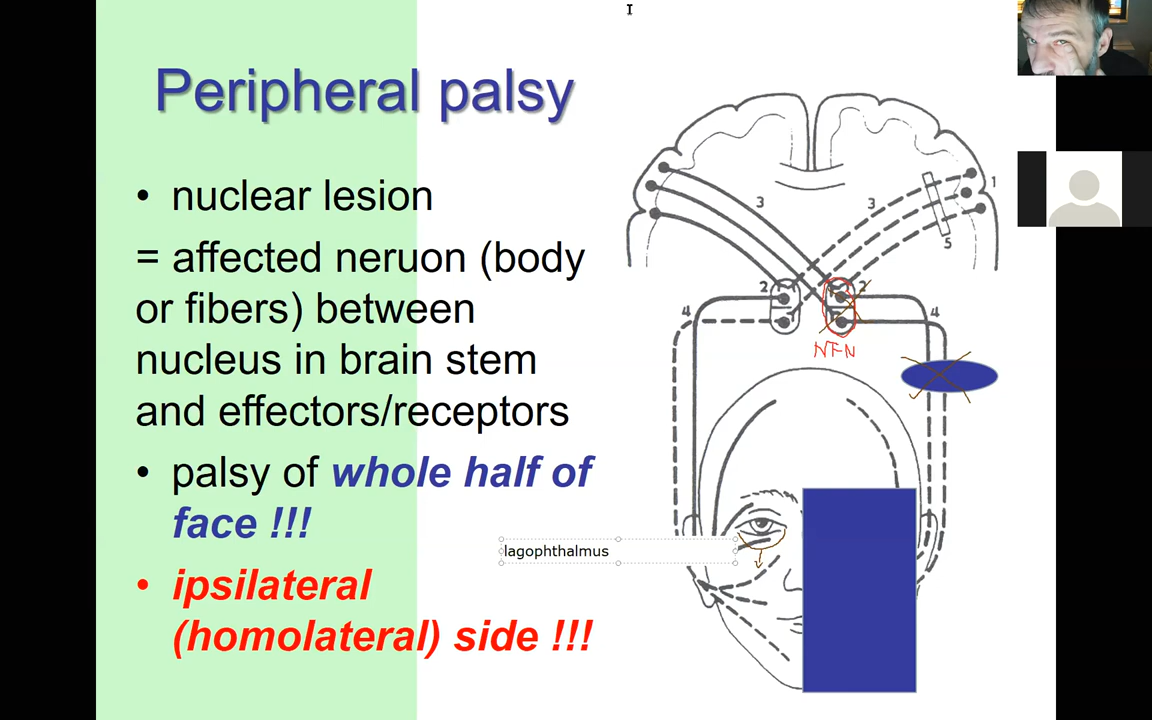 Peripheral palsy
• nuclear lesion
= affected neruon (body
or fibers) between
nucleus in brain stem
and effectors/receptors
• palsy of whole half of
face !!!
• ipsilateral
(homolateral) side !!!
lagophthalmus
1
3
3
5
2
2
4
4
NFN